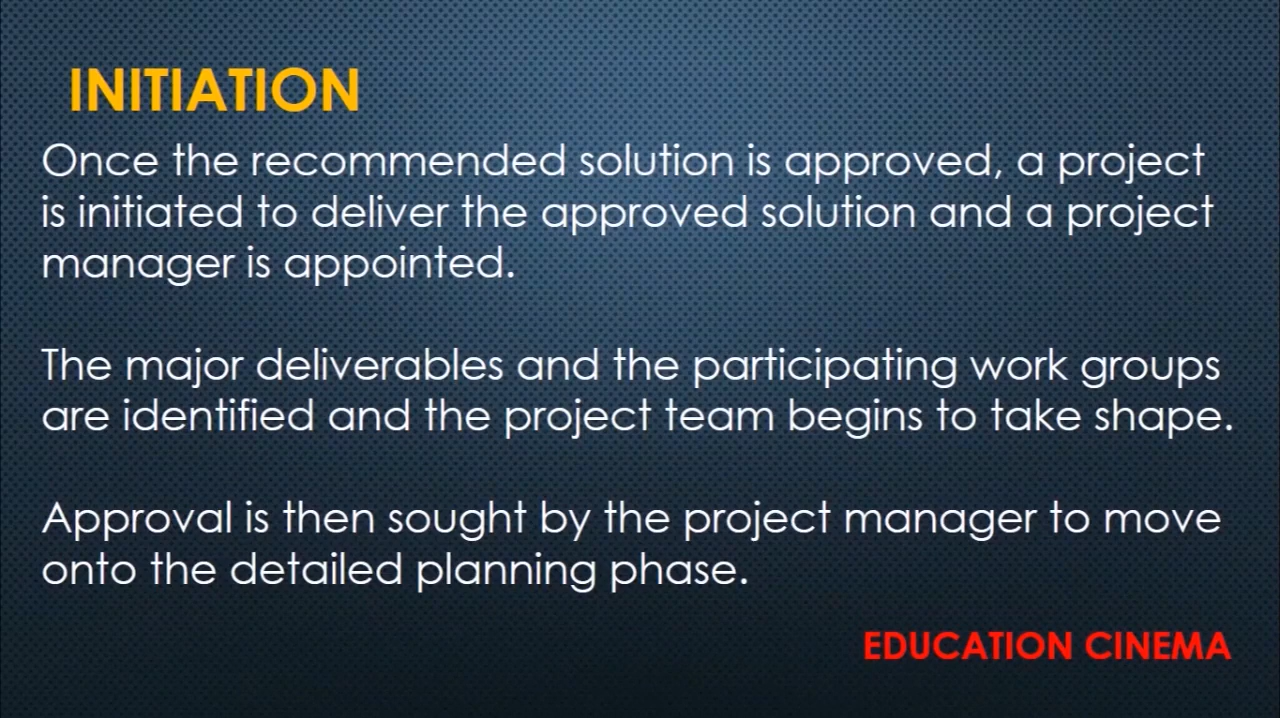 INITIATION
Once the recommended solution is approved, a project
is initiated to deliver the approved solution and a project
manager is appointed.
The major deliverables and the participating work groups
are identified and the project team begins to take shape.
Approval is then sought by the project manager to move
onto the detailed planning phase.
EDUCATION CINEMA